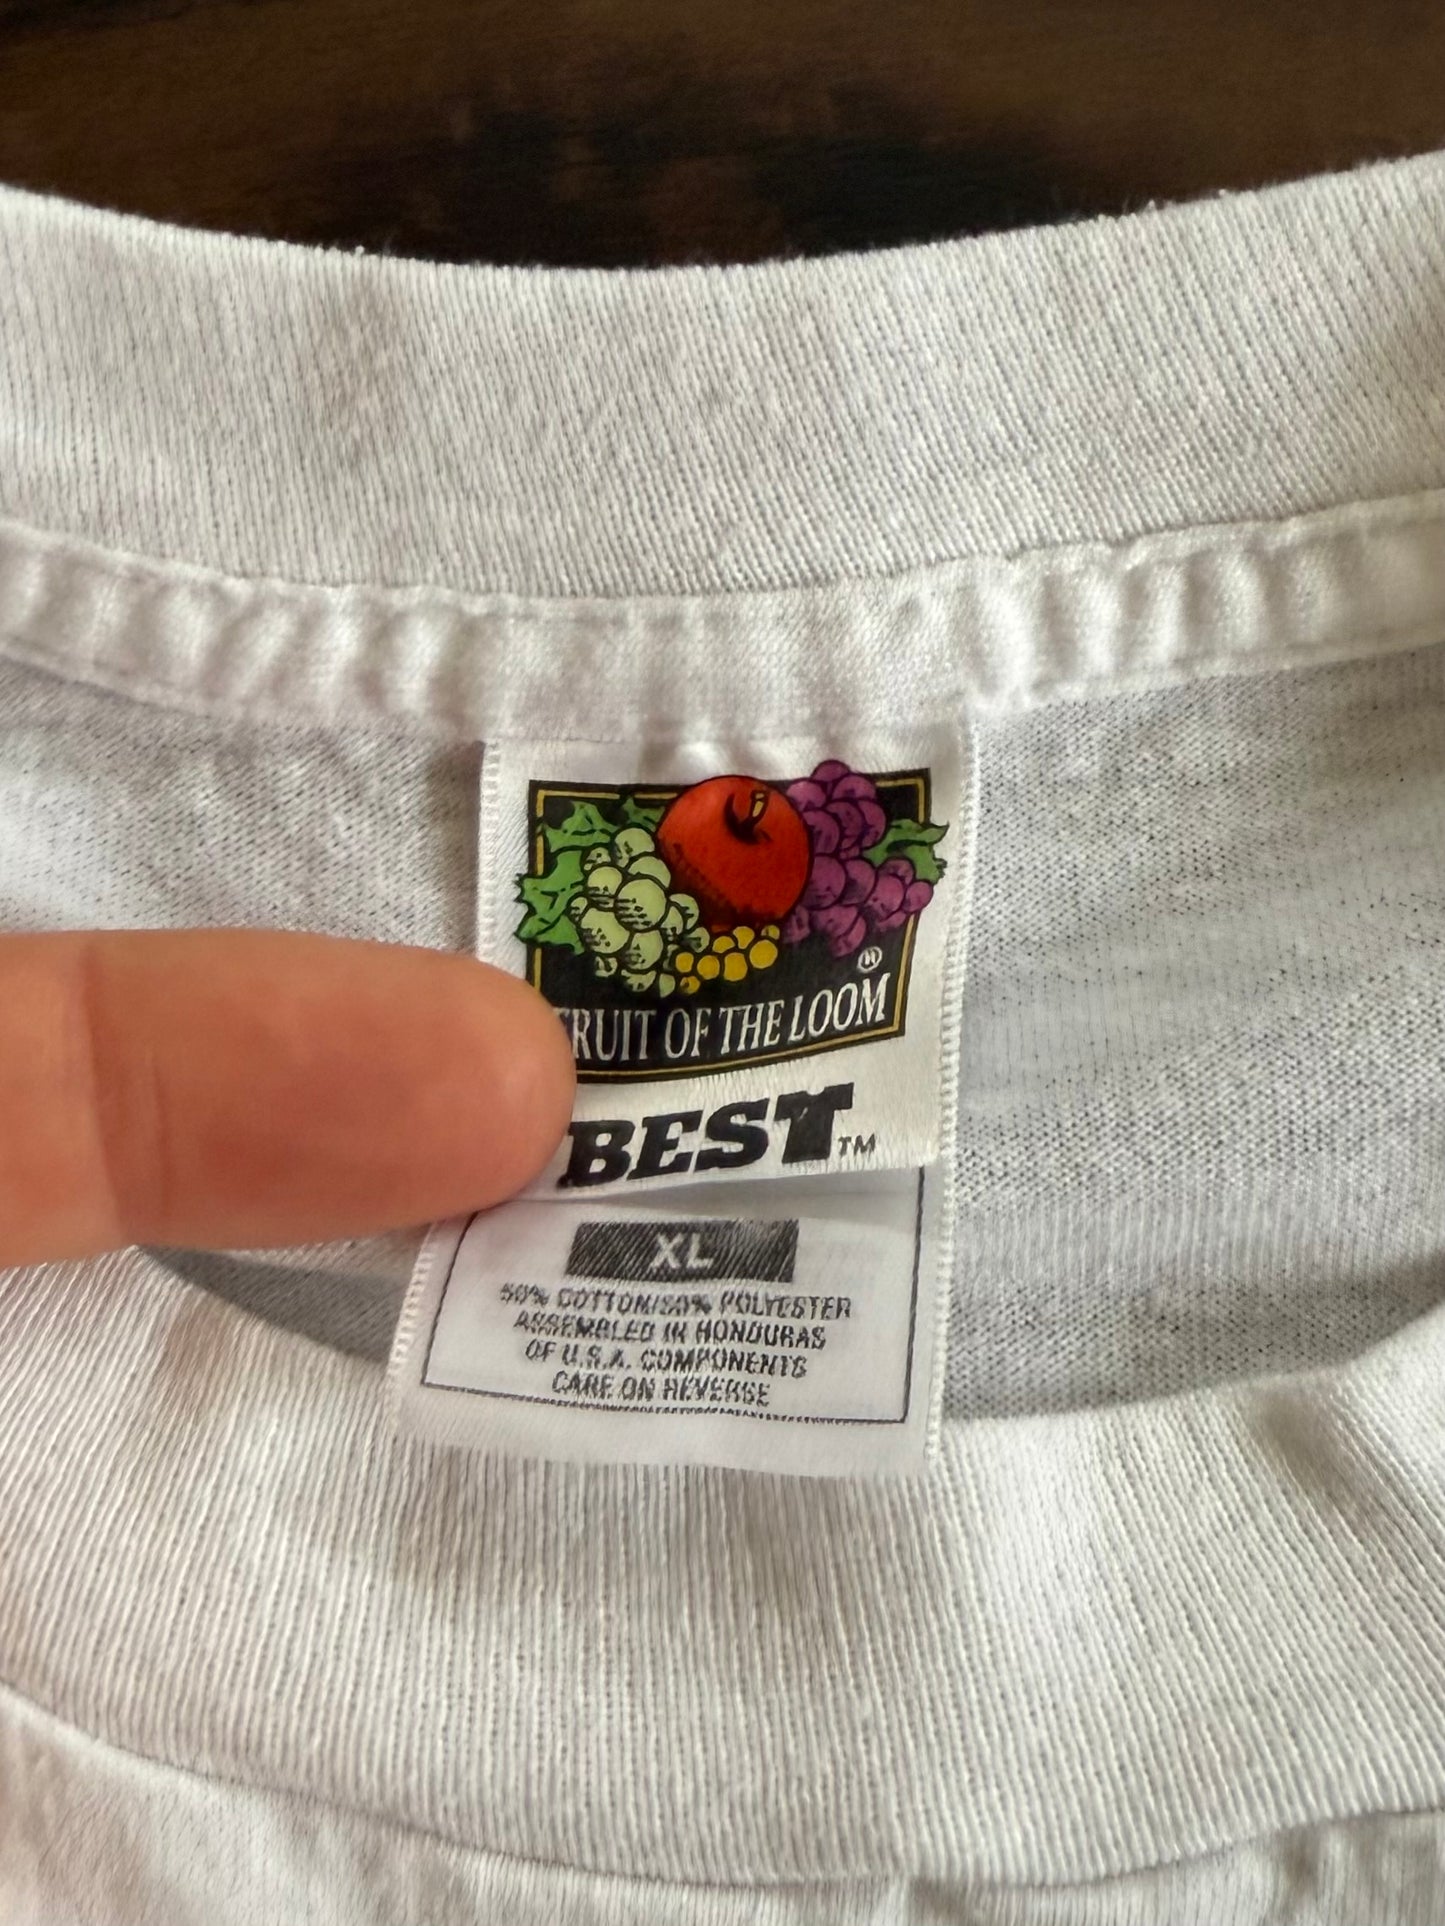 ®
FRUIT OF THE LOOM
BEST™
XL
50% COTTON/50% POLYESTER
ASSEMBLED IN HONDURAS
OF U.S.A. COMPONENTS
CARE ON REVERSE